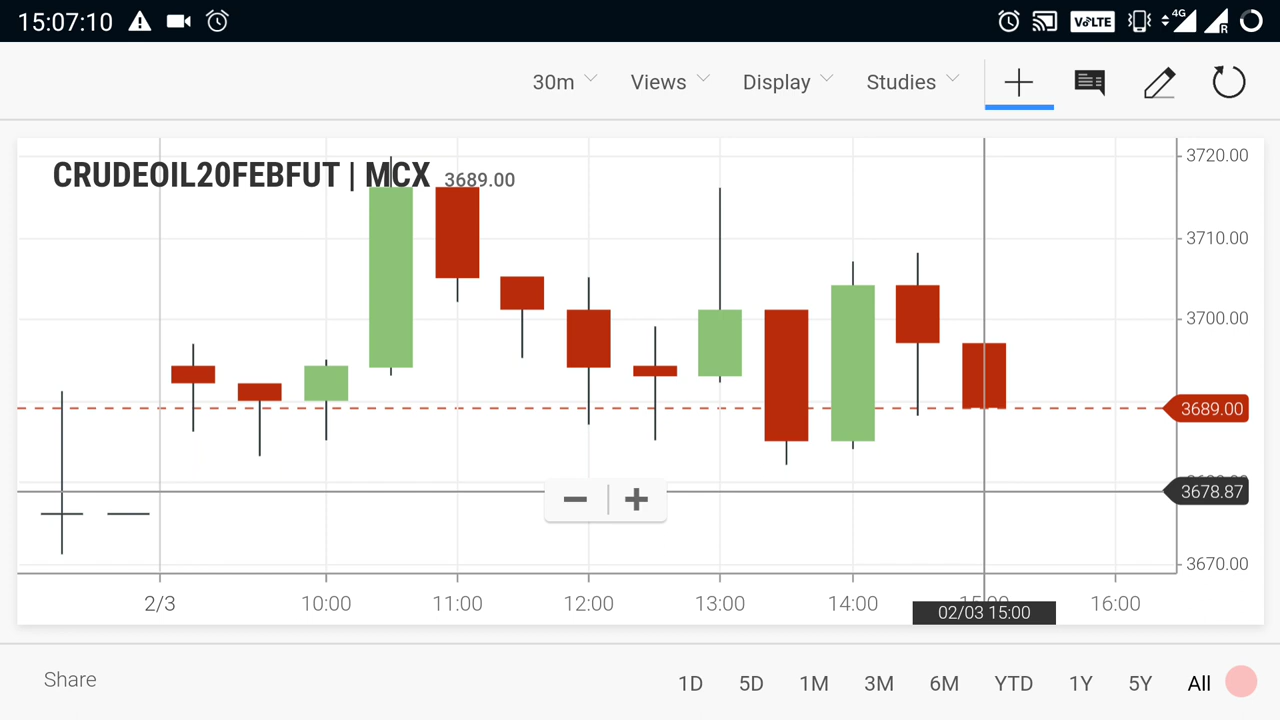 15:07:10 4G VoLTE R
30m Views Display Studies
CRUDEOIL20FEBFUT | MCX 3689.00
3720.00
3710.00
3700.00
3689.00
3678.87
3670.00
2/3 10:00 11:00 12:00 13:00 14:00 15:00 16:00
02/03 15:00
Share 1D 5D 1M 3M 6M YTD 1Y 5Y All